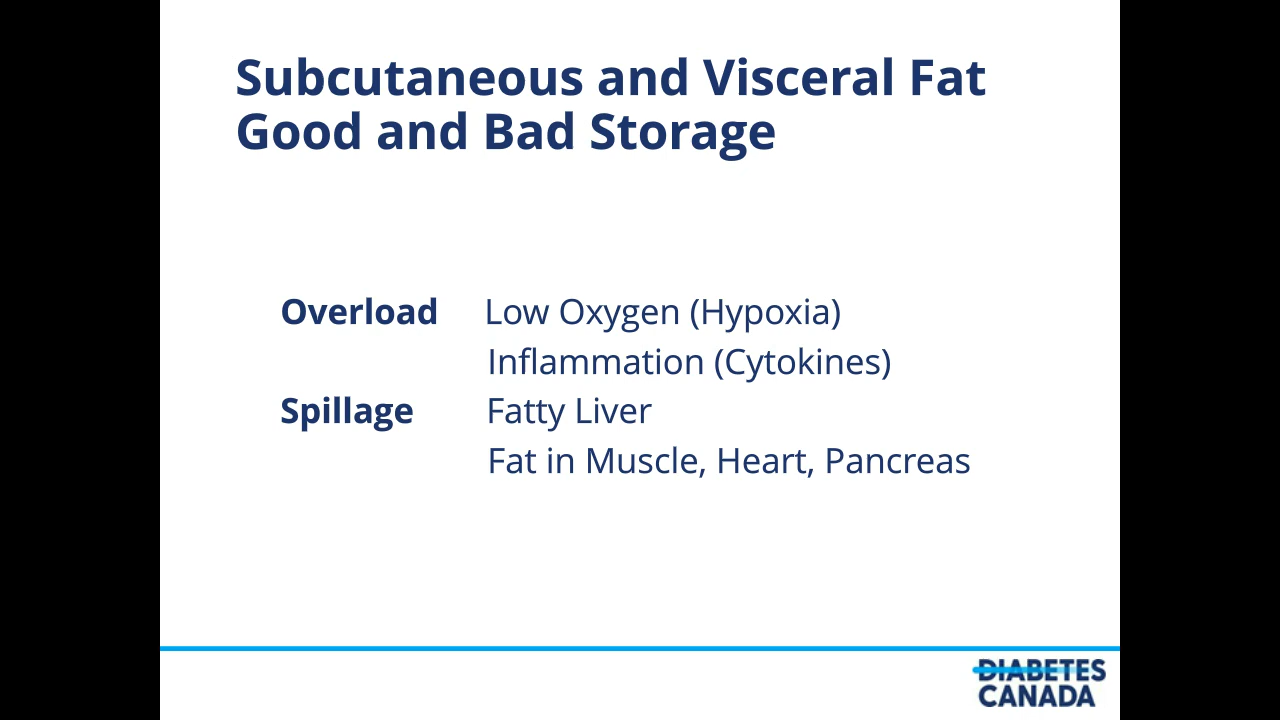 Subcutaneous and Visceral Fat
Good and Bad Storage
Overload Low Oxygen (Hypoxia)
Inflammation (Cytokines)
Spillage Fatty Liver
Fat in Muscle, Heart, Pancreas
DIABETES
CANADA